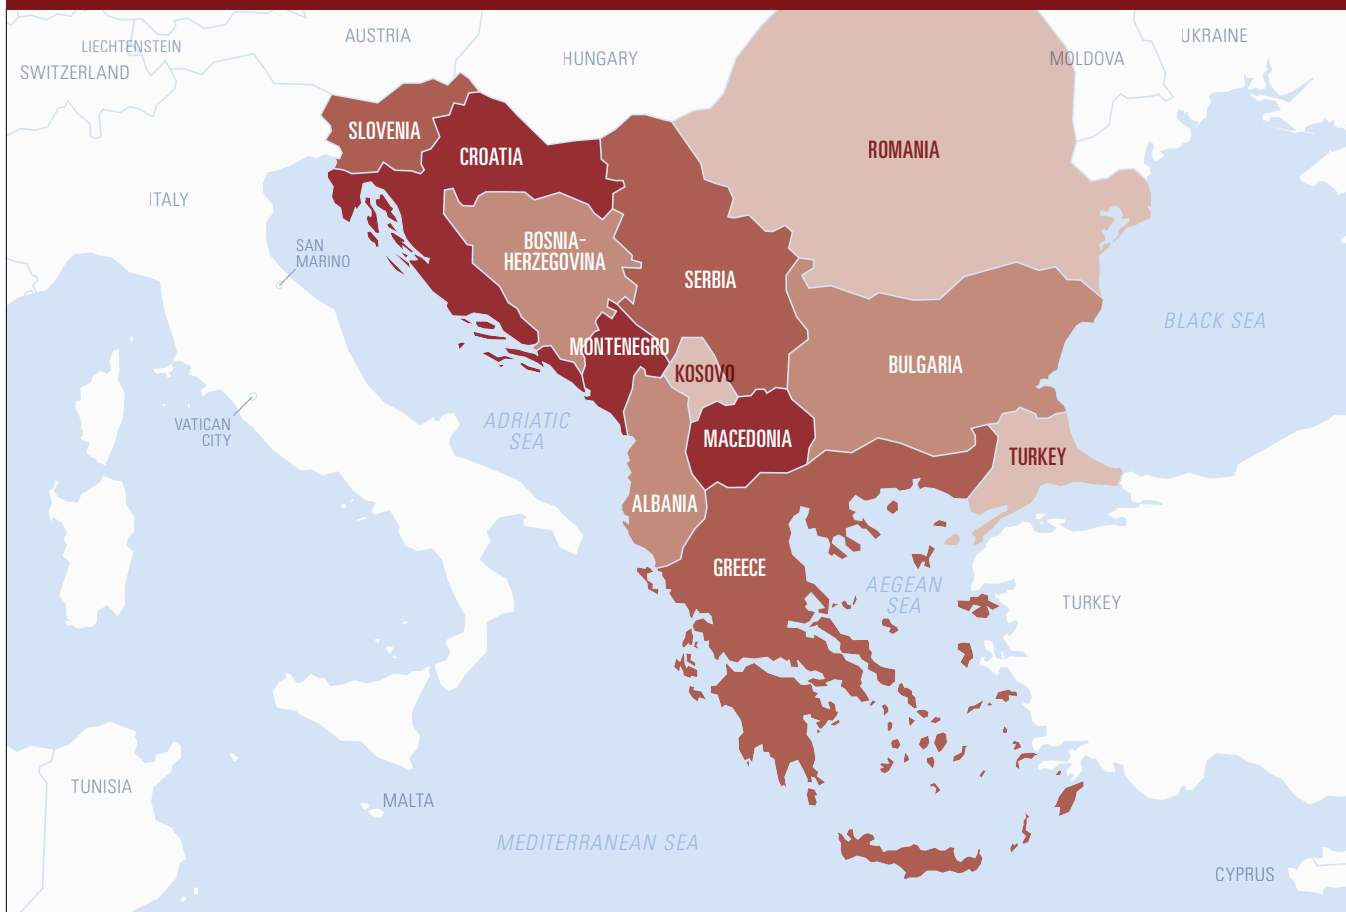 AUSTRIA
UKRAINE
LIECHTENSTEIN
HUNGARY
MOLDOVA
SWITZERLAND
SLOVENIA
CROATIA
ROMANIA
ITALY
BOSNIA-
HERZEGOVINA
SAN
MARINO
SERBIA
BLACK SEA
MONTENEGRO
KOSOVO
BULGARIA
VATICAN
CITY
ADRIATIC
SEA
MACEDONIA
TURKEY
ALBANIA
GREECE
AEGEAN
SEA
TURKEY
TUNISIA
MALTA
MEDITERRANEAN SEA
CYPRUS